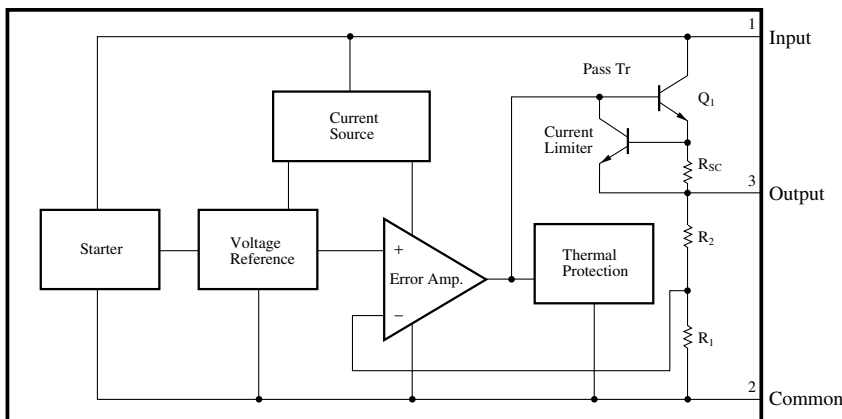 1
Input
Pass Tr
Q1
Current
Source
Current
Limiter
RSC
3
Output
Starter
Voltage
Reference
+
Error Amp.
−
Thermal
Protection
R2
R1
2
Common